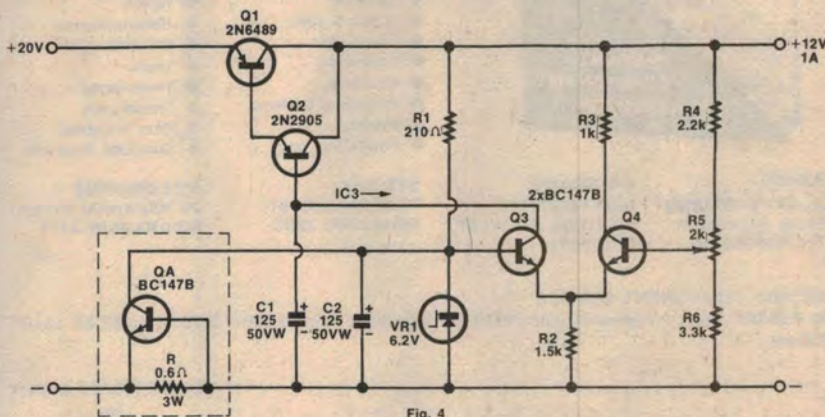 Q1
2N6489
+20V
+12V
1A
Q2
2N2905
R1
210Ω
R3
1k
R4
2.2k
IC3
2xBC147B
Q3
Q4
R5
2k
QA
BC147B
C1
125
50VW
C2
125
50VW
VR1
6.2V
R2
1.5k
R6
3.3k
R
0.6Ω
3W
+
-
+
-
–
–
Fig. 4